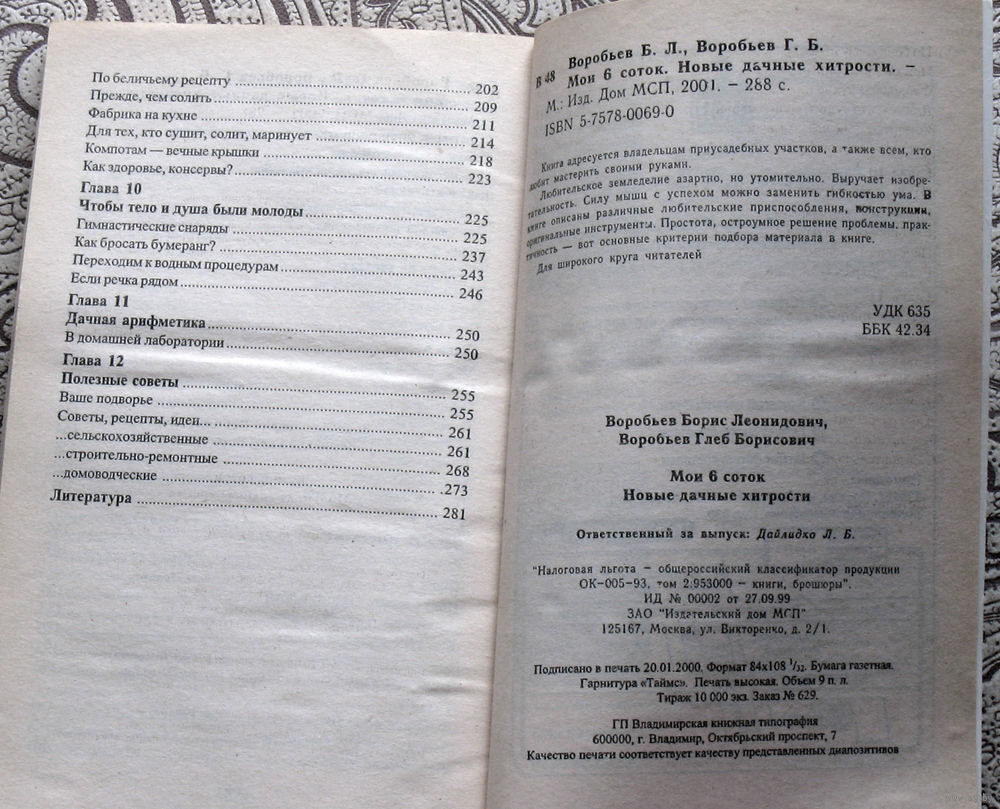 По беличьему рецепту ... 202
Прежде, чем солить ... 209
Фабрика на кухне ... 211
Для тех, кто сушит, солит, маринует ... 214
Компотам — вечные крышки ... 218
Как здоровье, консервы? ... 223
Глава 10
Чтобы тело и душа были молоды ... 225
Гимнастические снаряды ... 225
Как бросать бумеранг? ... 237
Переходим к водным процедурам ... 243
Если речка рядом ... 246
Глава 11
Дачная арифметика ... 250
В домашней лаборатории ... 250
Глава 12
Полезные советы ... 255
Ваше подворье ... 255
Советы, рецепты, идеи... ... 261
...сельскохозяйственные ... 261
...строительно-ремонтные ... 268
...домоводческие ... 273
Литература ... 281
Воробьев Б. Л., Воробьев Г. Б.
В 48 Мои 6 соток. Новые дачные хитрости. –
М.: Изд. Дом МСП, 2001. – 288 с.
ISBN 5-7578-0069-0
Книга адресуется владельцам приусадебных участков, а также всем, кто
любит мастерить своими руками.
Любительское земледелие азартно, но утомительно. Выручает изобре-
тательность. Силу мышц с успехом можно заменить гибкостью ума. В
книге описаны различные любительские приспособления, конструкции,
оригинальные инструменты. Простота, остроумное решение проблемы, прак-
тичность — вот основные критерии подбора материала в книге.
Для широкого круга читателей
УДК 635
ББК 42.34
Воробьев Борис Леонидович,
Воробьев Глеб Борисович
Мои 6 соток
Новые дачные хитрости
Ответственный за выпуск: Дайлидко Л. Б.
"Налоговая льгота – общероссийский классификатор продукции
ОК-005-93, том 2;953000 – книги, брошюры".
ИД № 00002 от 27.09.99
ЗАО "Издательский дом МСП"
125167, Москва, ул. Викторенко, д. 2/1.
Подписано в печать 20.01.2000. Формат 84х108 1/32. Бумага газетная.
Гарнитура «Таймс». Печать высокая. Объем 9 п. л.
Тираж 10 000 экз. Заказ № 629.
ГП Владимирская книжная типография
600000, г. Владимир, Октябрьский проспект, 7
Качество печати соответствует качеству представленных диапозитивов